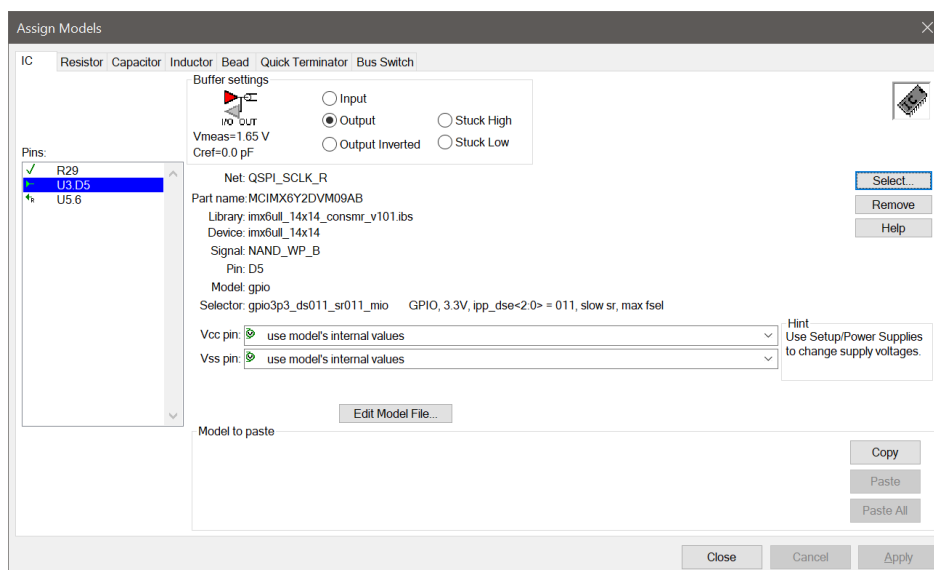 Assign Models
IC Resistor Capacitor Inductor Bead Quick Terminator Bus Switch
Buffer settings
I/O OUT
Vmeas=1.65 V
Cref=0.0 pF
Input
Output
Output Inverted
Stuck High
Stuck Low
IC
Pins:
R29
U3.D5
U5.6
Net: QSPI_SCLK_R
Part name: MCIMX6Y2DVM09AB
Library: imx6ull_14x14_consmr_v101.ibs
Device: imx6ull_14x14
Signal: NAND_WP_B
Pin: D5
Model: gpio
Selector: gpio3p3_ds011_sr011_mio GPIO, 3.3V, ipp_dse<2:0> = 011, slow sr, max fsel
Select...
Remove
Help
Vcc pin: use model's internal values
Vss pin: use model's internal values
Hint
Use Setup/Power Supplies
to change supply voltages.
Edit Model File...
Model to paste
Copy
Paste
Paste All
Close Cancel Apply